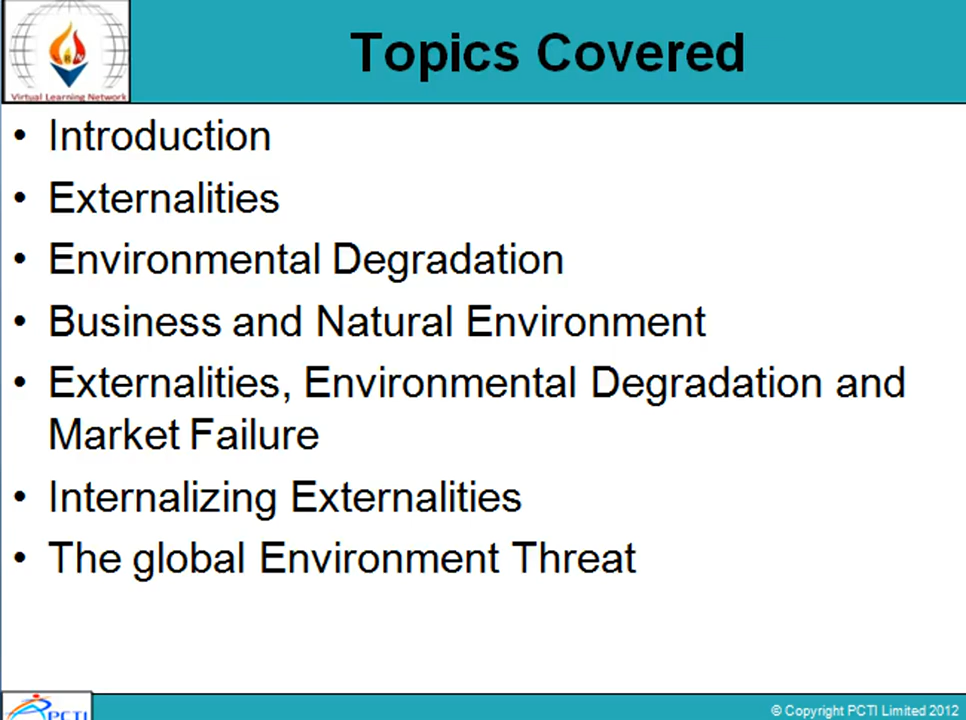 Topics Covered
Virtual Learning Network
• Introduction
• Externalities
• Environmental Degradation
• Business and Natural Environment
• Externalities, Environmental Degradation and
Market Failure
• Internalizing Externalities
• The global Environment Threat
PCTI
© Copyright PCTI Limited 2012